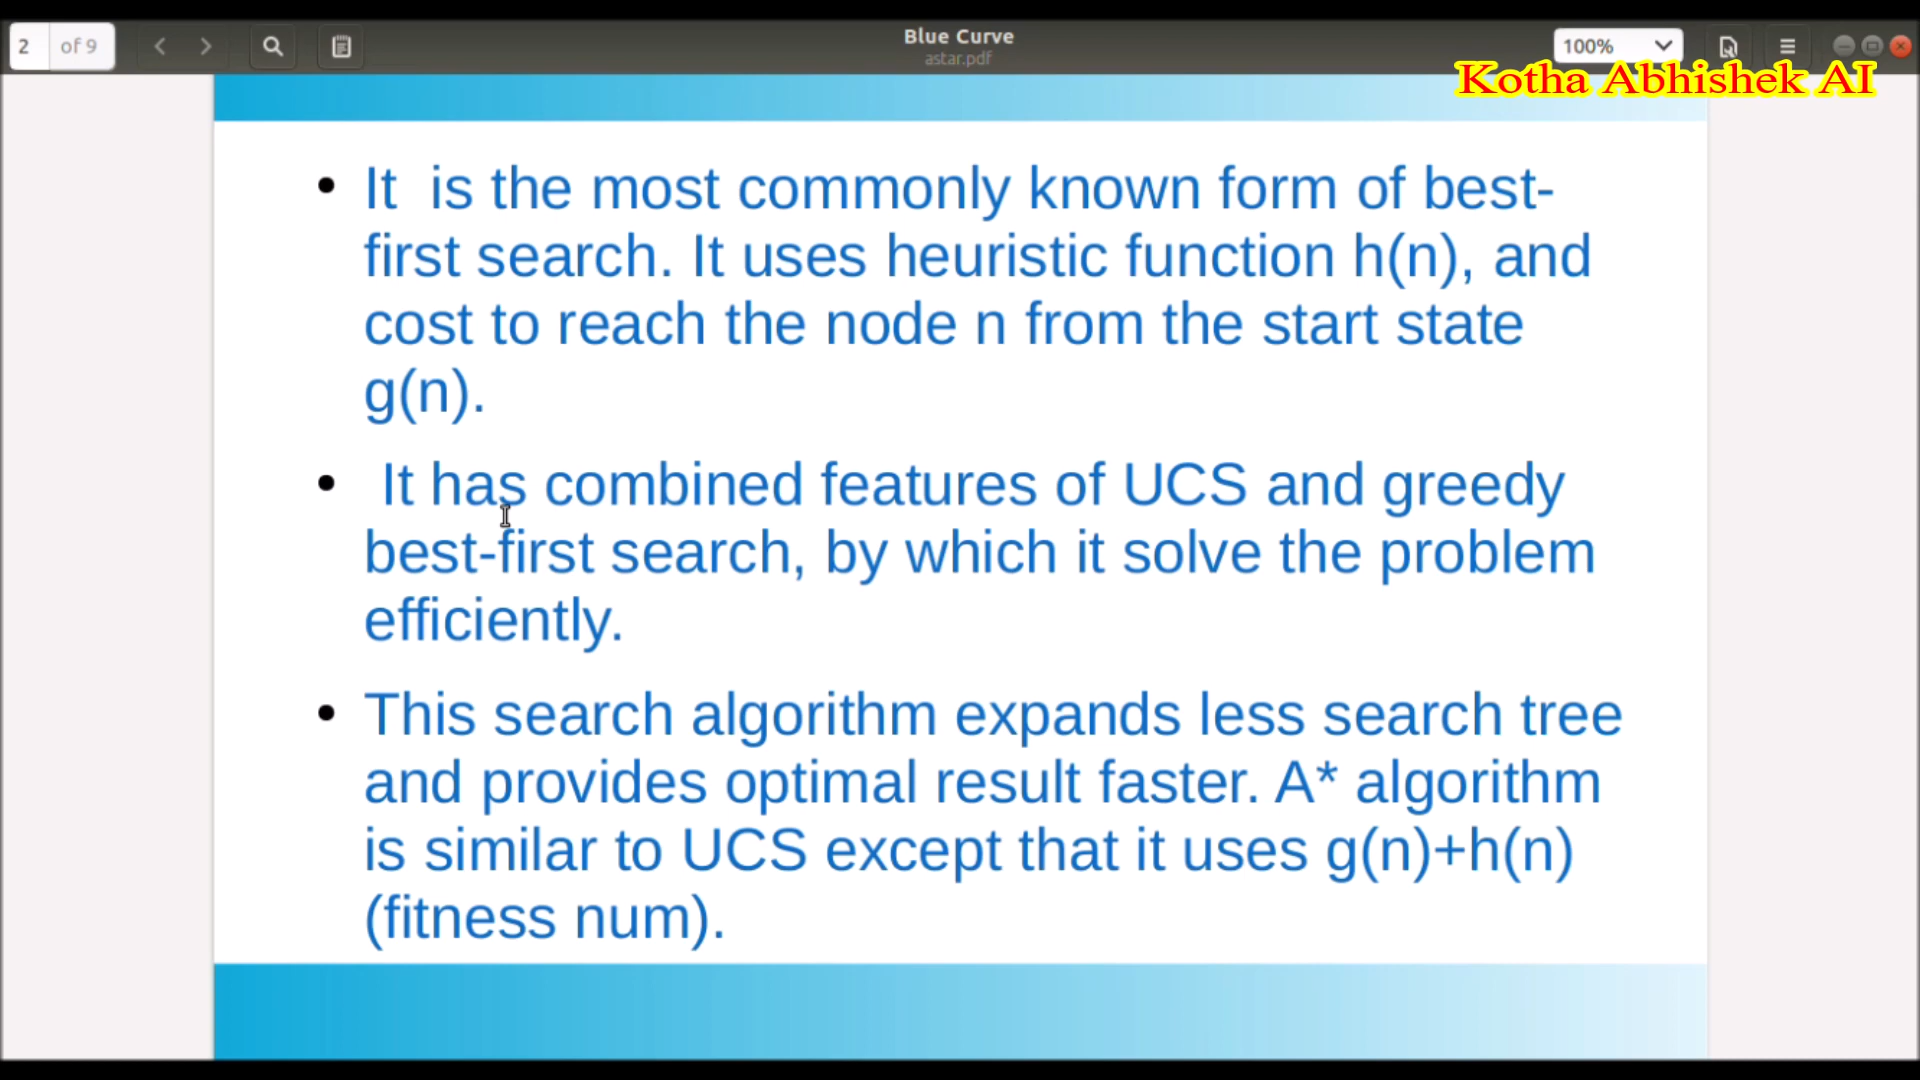 2 of 9
Blue Curve
astar.pdf
100%
Kotha Abhishek AI
• It  is the most commonly known form of best-
first search. It uses heuristic function h(n), and
cost to reach the node n from the start state
g(n).
• It has combined features of UCS and greedy
best-first search, by which it solve the problem
efficiently.
• This search algorithm expands less search tree
and provides optimal result faster. A* algorithm
is similar to UCS except that it uses g(n)+h(n)
(fitness num).